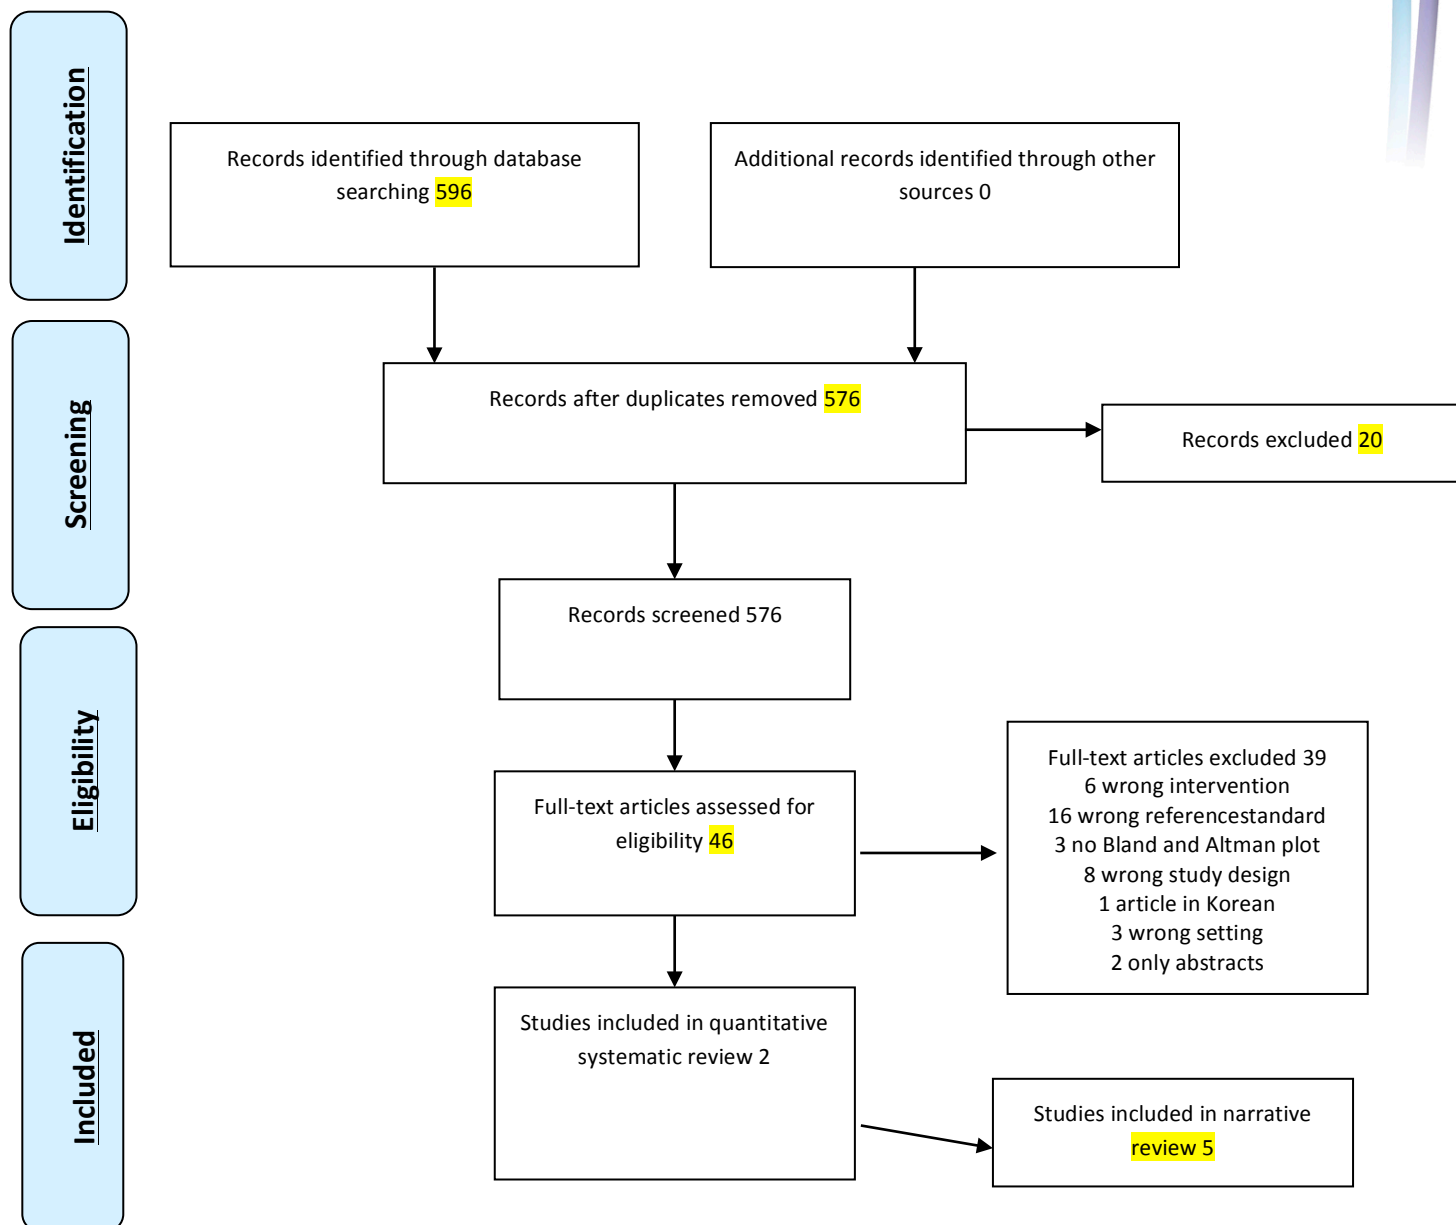 Identification
Records identified through database
searching 596
Additional records identified through other
sources 0
Screening
Records after duplicates removed 576
Records excluded 20
Records screened 576
Eligibility
Full-text articles assessed for
eligibility 46
Full-text articles excluded 39
6 wrong intervention
16 wrong referencestandard
3 no Bland and Altman plot
8 wrong study design
1 article in Korean
3 wrong setting
2 only abstracts
Included
Studies included in quantitative
systematic review 2
Studies included in narrative
review 5